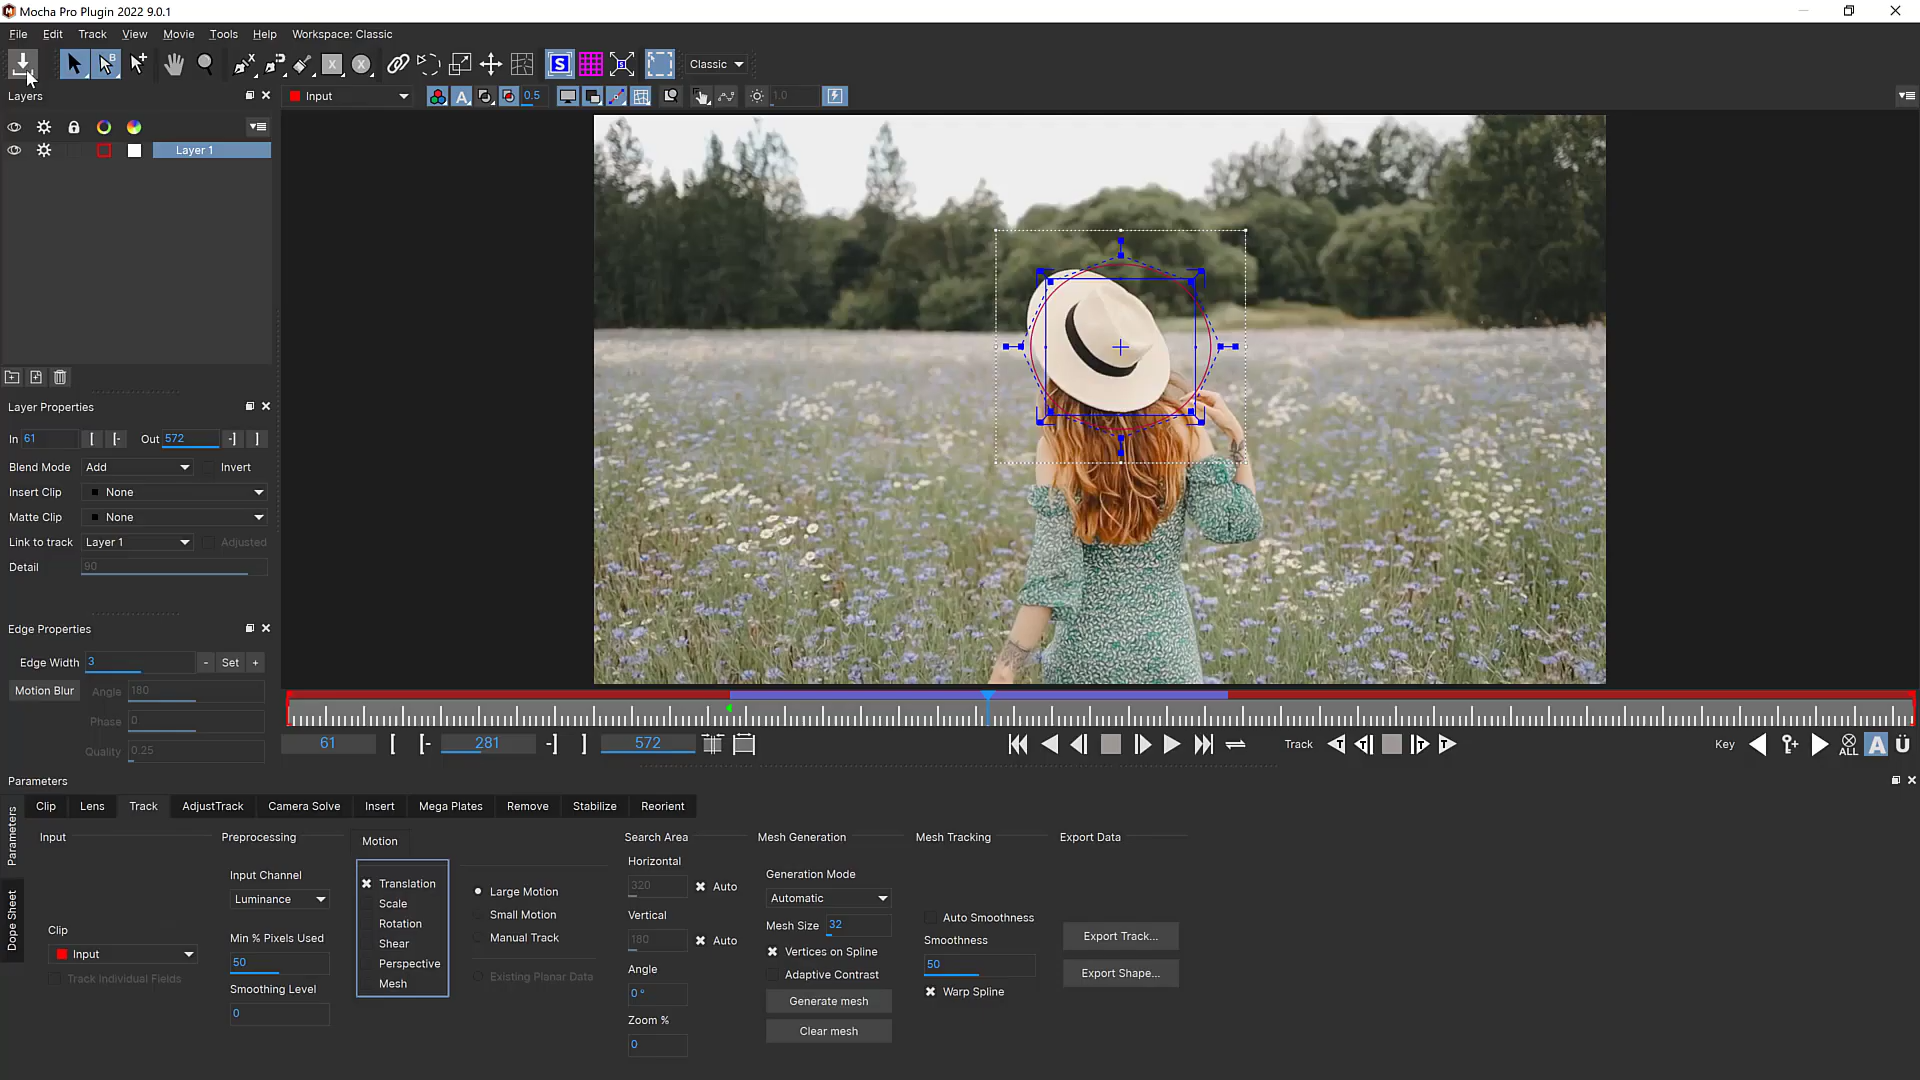 Mocha Pro Plugin 2022 9.0.1
File Edit Track View Movie Tools Help Workspace: Classic
S Classic
Layers
Input A 0.5 1.0
Layer 1
Layer Properties
In 61 [ [- Out 572 -] ]
Blend Mode Add Invert
Insert Clip None
Matte Clip None
Link to track Layer 1 Adjusted
Detail 90
Edge Properties
Edge Width 3 - Set +
Motion Blur Angle 180
Phase 0
Quality 0.25
61 [ [- 281 -] ] 572 Track T T T T Key ALL A Ü
Parameters
Parameters
Dope Sheet
Clip Lens Track AdjustTrack Camera Solve Insert Mega Plates Remove Stabilize Reorient
Input
Clip
Input
Track Individual Fields
Preprocessing
Input Channel
Luminance
Min % Pixels Used
50
Smoothing Level
0
Motion
Translation
Scale
Rotation
Shear
Perspective
Mesh
Large Motion
Small Motion
Manual Track
Existing Planar Data
Search Area
Horizontal
320 Auto
Vertical
180 Auto
Angle
0 °
Zoom %
0
Mesh Generation
Generation Mode
Automatic
Mesh Size 32
Vertices on Spline
Adaptive Contrast
Generate mesh
Clear mesh
Mesh Tracking
Auto Smoothness
Smoothness
50
Warp Spline
Export Data
Export Track...
Export Shape...